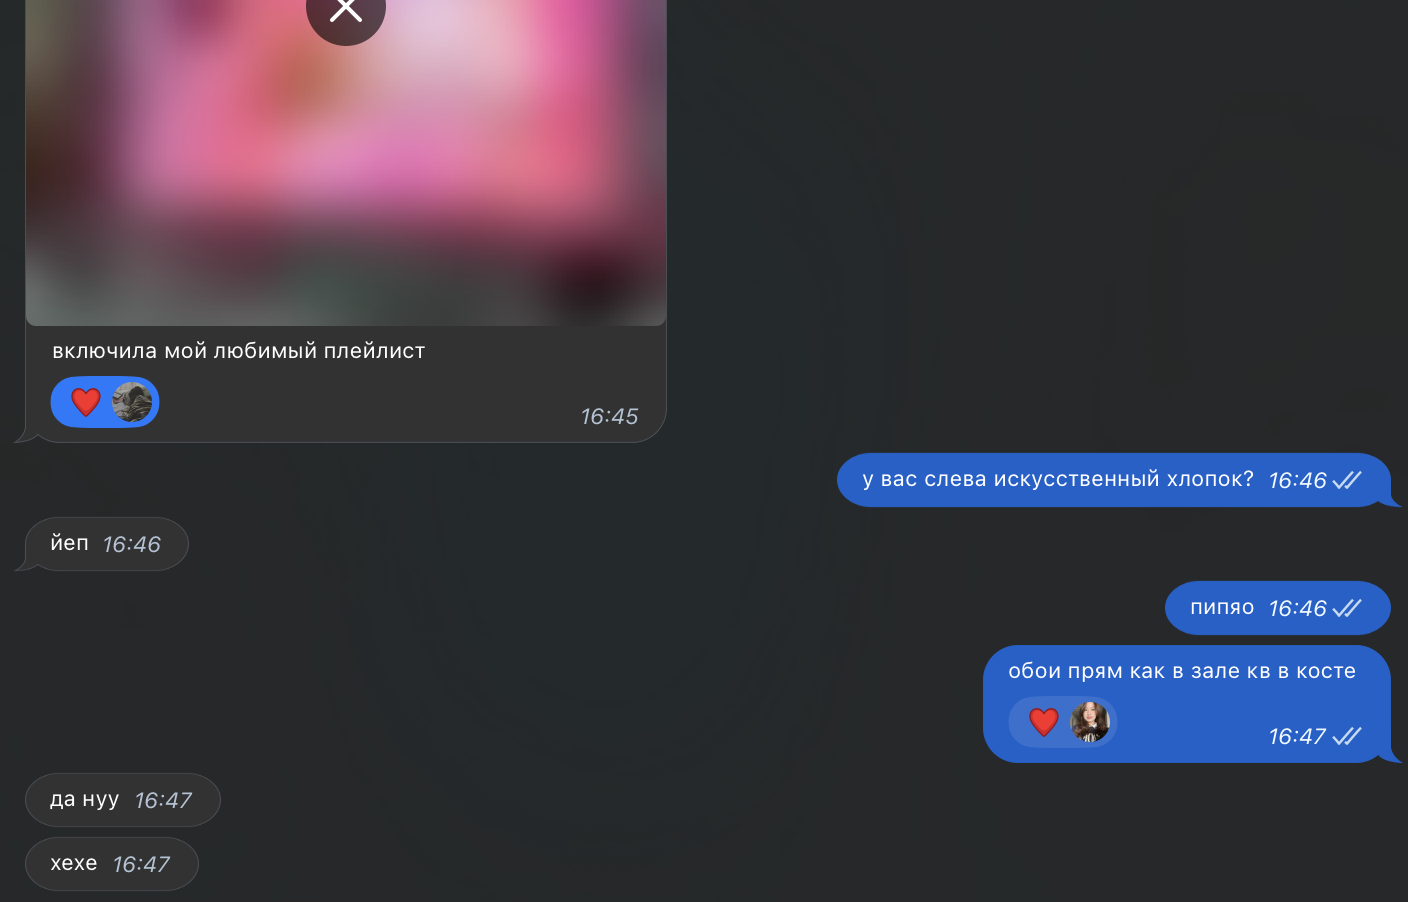 включила мой любимый плейлист
16:45
у вас слева искусственный хлопок? 16:46
йеп 16:46
пипяо 16:46
обои прям как в зале кв в косте
16:47
да нуу 16:47
хехе 16:47